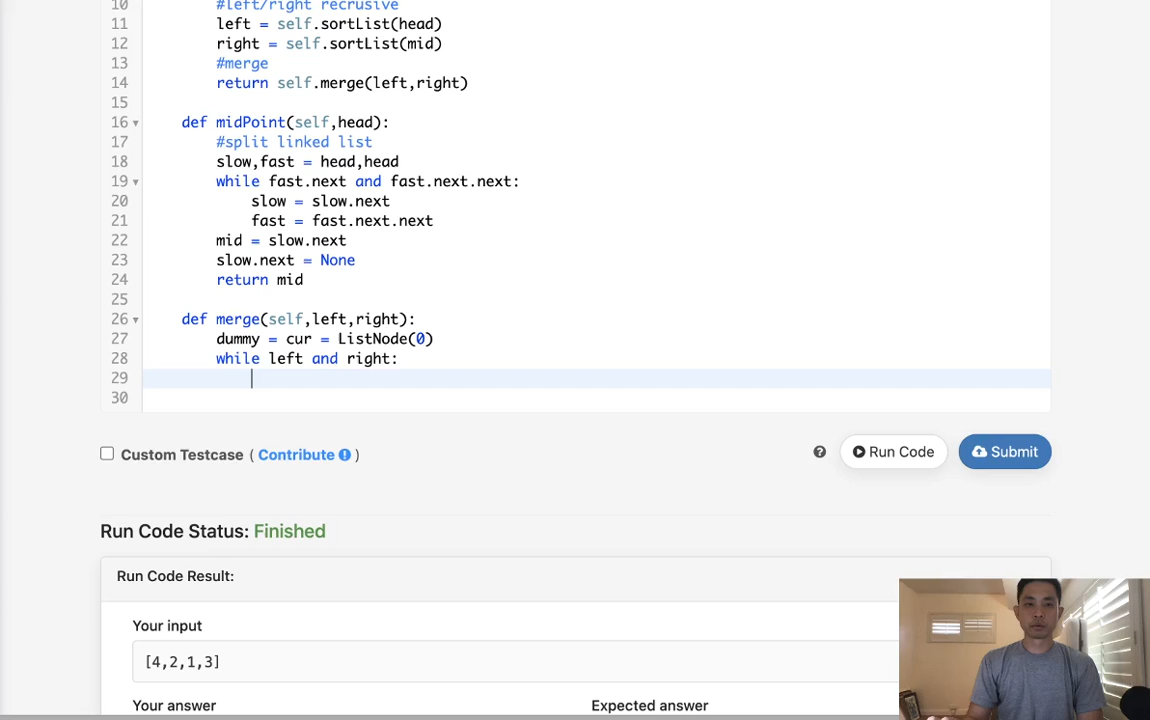 10 #left/right recrusive
11 left = self.sortList(head)
12 right = self.sortList(mid)
13 #merge
14 return self.merge(left,right)
15
16 def midPoint(self,head):
17 #split linked list
18 slow,fast = head,head
19 while fast.next and fast.next.next:
20 slow = slow.next
21 fast = fast.next.next
22 mid = slow.next
23 slow.next = None
24 return mid
25
26 def merge(self,left,right):
27 dummy = cur = ListNode(0)
28 while left and right:
29
30
Custom Testcase ( Contribute ) ? Run Code Submit
Run Code Status: Finished
Run Code Result:
Your input
[4,2,1,3]
Your answer Expected answer